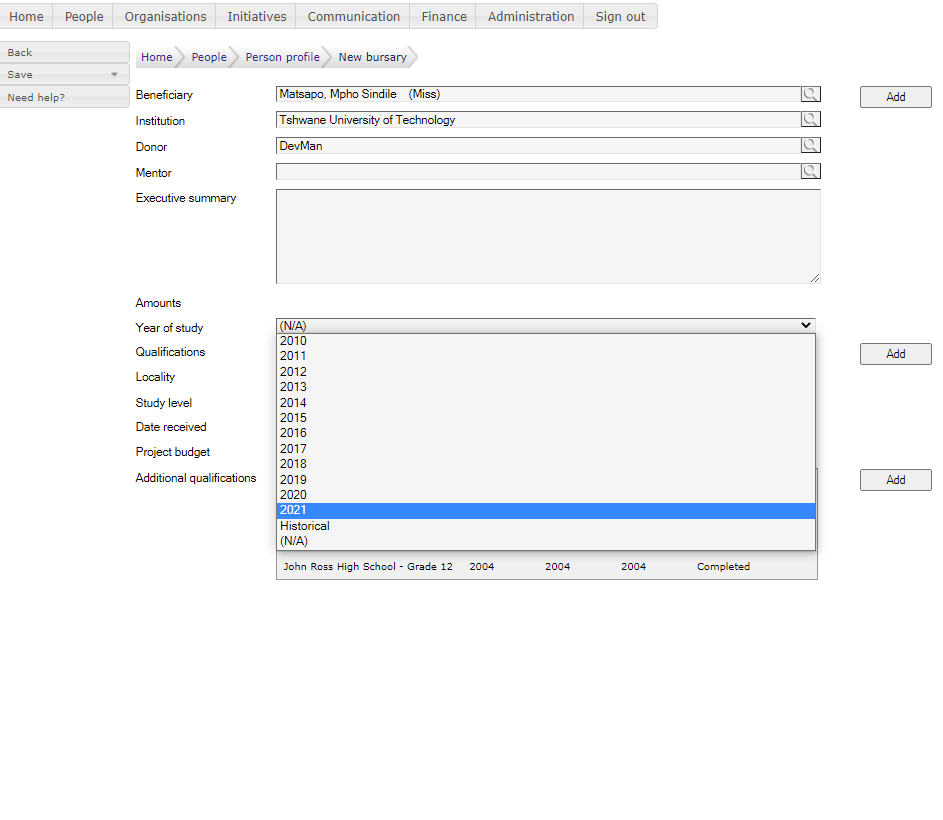 Home People Organisations Initiatives Communication Finance Administration Sign out
Back
Save
Need help?
Home People Person profile New bursary
Beneficiary Matsapo, Mpho Sindile (Miss) Add
Institution Tshwane University of Technology
Donor DevMan
Mentor
Executive summary
Amounts
Year of study (N/A)
Qualifications Add
Locality
Study level
Date received
Project budget
Additional qualifications Add
2010
2011
2012
2013
2014
2015
2016
2017
2018
2019
2020
2021
Historical
(N/A)
John Ross High School - Grade 12 2004 2004 2004 Completed